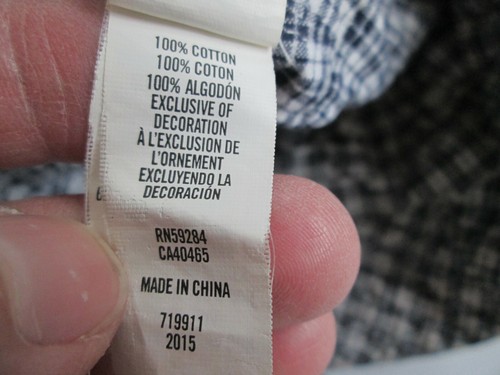 100% COTTON
100% COTON
100% ALGODÓN
EXCLUSIVE OF
DECORATION
À L'EXCLUSION DE
L'ORNEMENT
EXCLUYENDO LA
DECORACIÓN
RN59284
CA40465
MADE IN CHINA
719911
2015